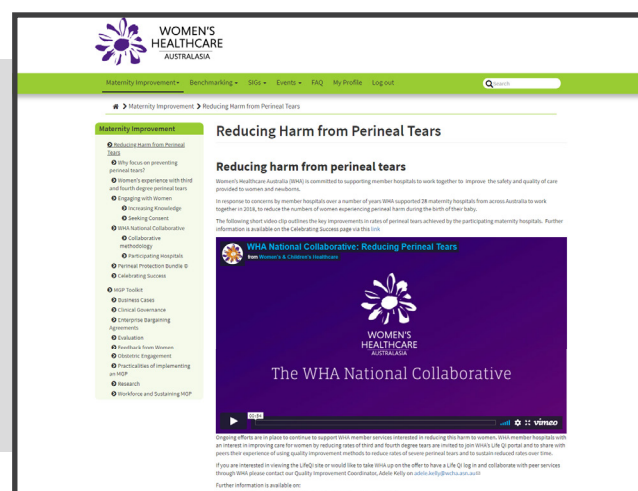 WOMEN'S
HEALTHCARE
AUSTRALASIA
Maternity Improvement Benchmarking SIGs Events FAQ My Profile Log out Search
Maternity Improvement Reducing Harm from Perineal Tears
Maternity Improvement
Reducing Harm from Perineal
Tears
Why focus on preventing
perineal tears?
Women's experience with third
and fourth degree perineal tears
Engaging with Women
Increasing Knowledge
Seeking Consent
WHA National Collaborative
Collaborative
methodology
Participating Hospitals
Perineal Protection Bundle ©
Celebrating Success
MGP Toolkit
Business Cases
Clinical Governance
Enterprise Bargaining
Agreements
Evaluation
Feedback from Women
Obstetric Engagement
Practicalities of implementing
an MGP
Research
Workforce and Sustaining MGP
Reducing Harm from Perineal Tears
Reducing harm from perineal tears
Women's Healthcare Australia (WHA) is committed to supporting member hospitals to work together to improve the safety and quality of care
provided to women and newborns.
In response to concerns by member hospitals over a number of years WHA supported 28 maternity hospitals from across Australia to work
together in 2018, to reduce the numbers of women experiencing perineal harm during the birth of their baby.
The following short video clip outlines the key improvements in rates of perineal tears achieved by the participating maternity hospitals. Further
information is available on the Celebrating Success page via this link
WHA National Collaborative: Reducing Perineal Tears
from Women's & Children's Healthcare
WOMEN'S
HEALTHCARE
AUSTRALASIA
The WHA National Collaborative
vimeo
Ongoing efforts are in place to continue to support WHA member services interested in reducing this harm to women. WHA member hospitals with
an interest in improving care for women by reducing rates of third and fourth degree tears are invited to join WHA's Life QI portal and to share with
peers their experience of using quality improvement methods to reduce rates of severe perineal tears and to sustain reduced rates over time.
If you are interested in viewing the LifeQI site or would like to take WHA up on the offer to have a Life QI log in and collaborate with peer services
through WHA please contact our Quality Improvement Coordinator, Adele Kelly on adele.kelly@wcha.asn.au
Further information is available on: